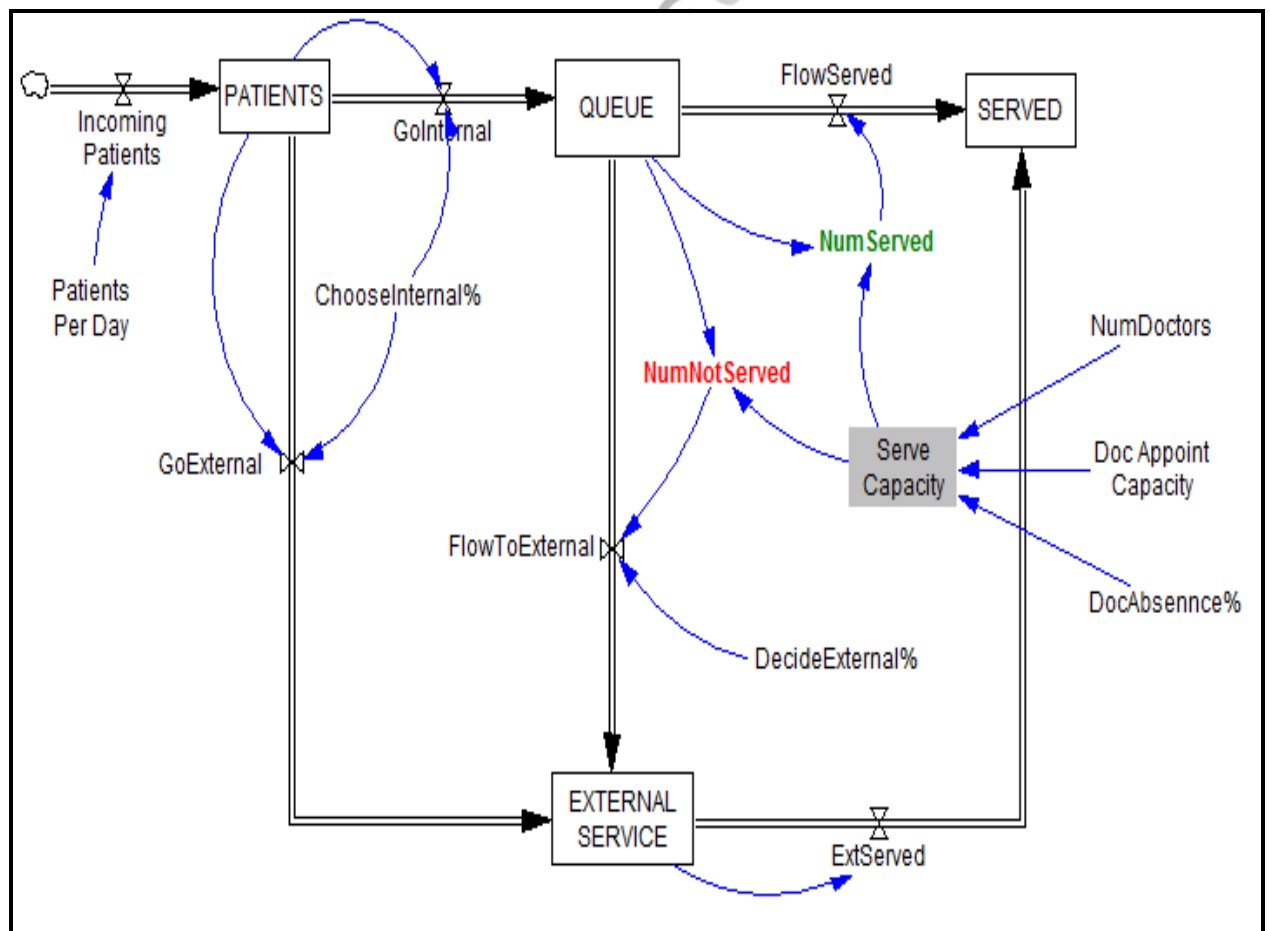 PATIENTS
Incoming
Patients
GoInternal
QUEUE
FlowServed
SERVED
Patients
Per Day
ChooseInternal%
NumServed
NumNotServed
NumDoctors
Serve
Capacity
Doc Appoint
Capacity
DocAbsennce%
GoExternal
FlowToExternal
DecideExternal%
EXTERNAL
SERVICE
ExtServed